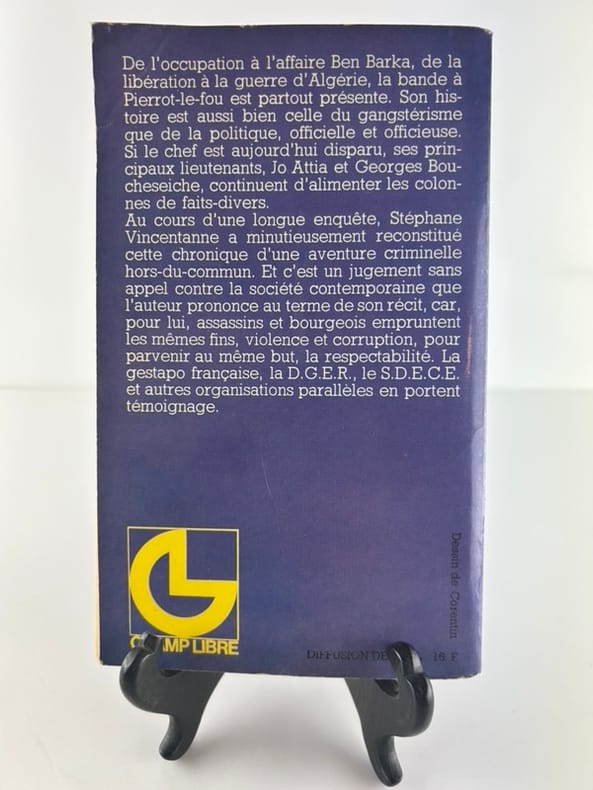 De l'occupation à l'affaire Ben Barka, de la
libération à la guerre d'Algérie, la bande à
Pierrot-le-fou est partout présente. Son his-
toire est aussi bien celle du gangstérisme
que de la politique, officielle et officieuse.
Si le chef est aujourd'hui disparu, ses prin-
cipaux lieutenants, Jo Attia et Georges Bou-
cheseiche, continuent d'alimenter les colon-
nes de faits-divers.
Au cours d'une longue enquête, Stéphane
Vincentanne a minutieusement reconstitué
cette chronique d'une aventure criminelle
hors-du-commun. Et c'est un jugement sans
appel contre la société contemporaine que
l'auteur prononce au terme de son récit, car,
pour lui, assassins et bourgeois empruntent
les mêmes fins, violence et corruption, pour
parvenir au même but, la respectabilité. La
gestapo française, la D.G.E.R., le S.D.E.C.E.
et autres organisations parallèles en portent
témoignage.
Dessin de Corentin
CHAMP LIBRE
DIFFUSION DE 16 F